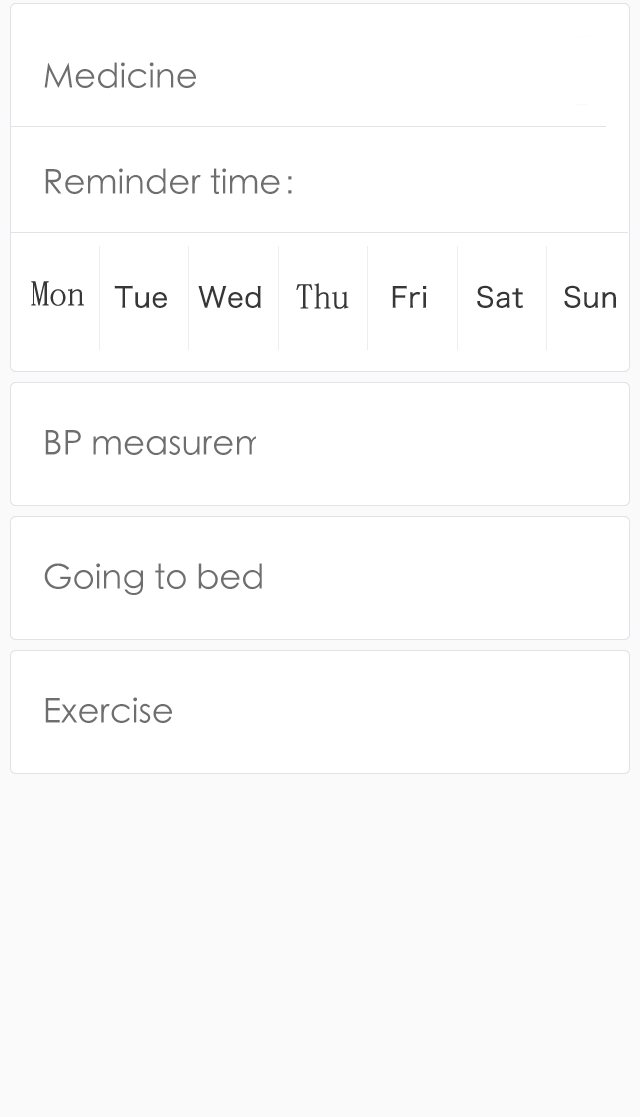 Medicine
Reminder time:
Mon Tue Wed Thu Fri Sat Sun
BP measurem
Going to bed
Exercise